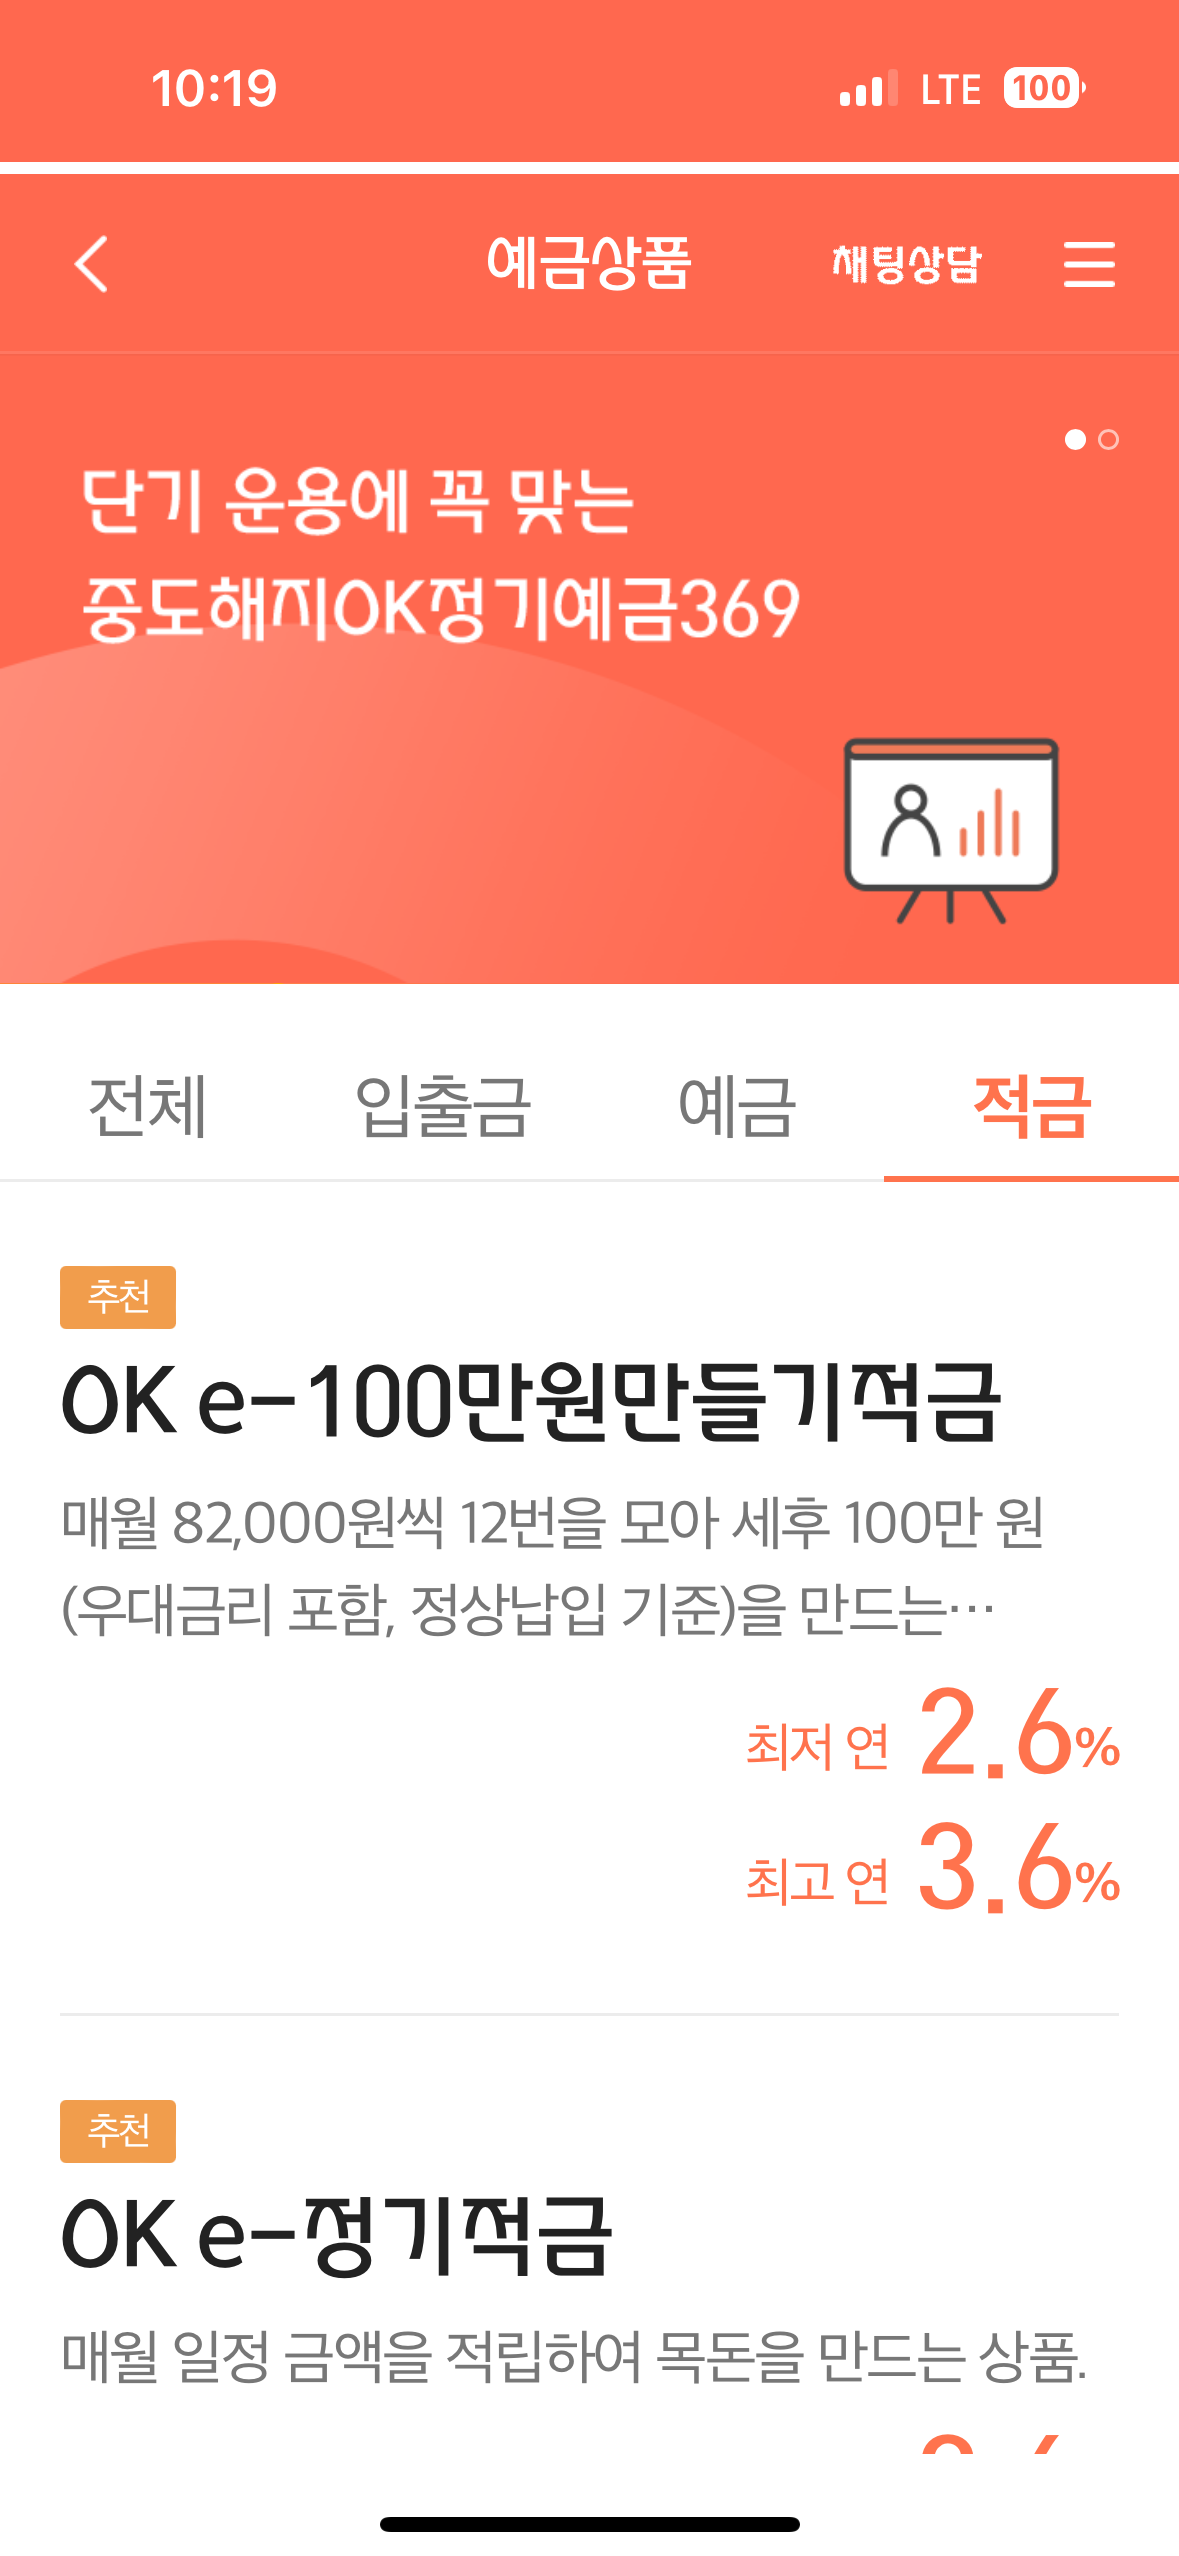 10:19
LTE 100
예금상품 채팅상담
단기 운용에 꼭 맞는
중도해지OK정기예금369
전체 입출금 예금 적금
추천
OK e-100만원만들기적금
매월 82,000원씩 12번을 모아 세후 100만 원
(우대금리 포함, 정상납입 기준)을 만드는…
최저 연 2.6%
최고 연 3.6%
추천
OK e-정기적금
매월 일정 금액을 적립하여 목돈을 만드는 상품.